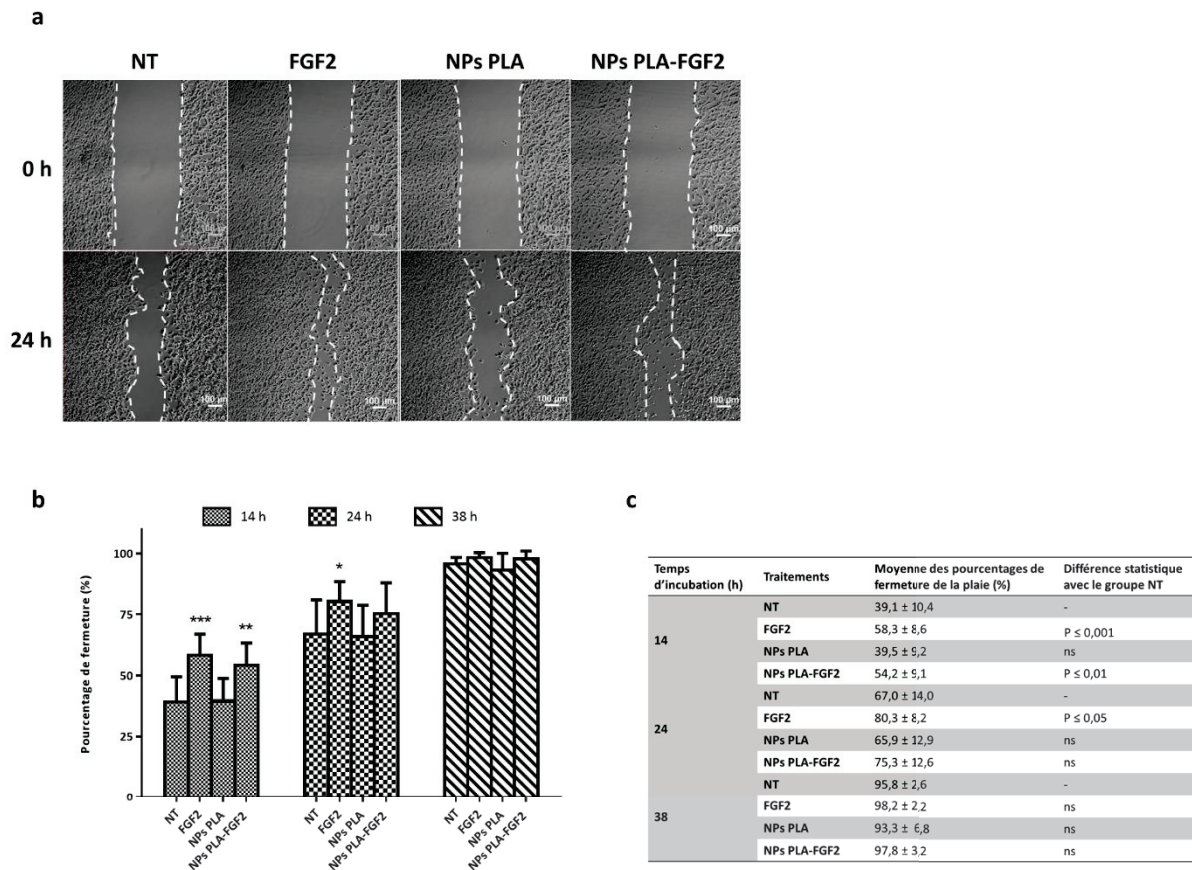 a
NT FGF2 NPs PLA NPs PLA-FGF2
0 h
100 µm 100 µm 100 µm 100 µm
24 h
100 µm 100 µm 100 µm 100 µm
b
14 h 24 h 38 h
Pourcentage de fermeture (%)
100
75
50
25
0
*** ** *
NT FGF2 NPs PLA NPs PLA-FGF2 NT FGF2 NPs PLA NPs PLA-FGF2 NT FGF2 NPs PLA NPs PLA-FGF2
c
Temps d’incubation (h) Traitements Moyenne des pourcentages de fermeture de la plaie (%) Différence statistique avec le groupe NT
14
NT 39,1 ± 10,4 -
FGF2 58,3 ± 8,6 P ≤ 0,001
NPs PLA 39,5 ± 9,2 ns
NPs PLA-FGF2 54,2 ± 9,1 P ≤ 0,01
24
NT 67,0 ± 14,0 -
FGF2 80,3 ± 8,2 P ≤ 0,05
NPs PLA 65,9 ± 12,9 ns
NPs PLA-FGF2 75,3 ± 12,6 ns
38
NT 95,8 ± 2,6 -
FGF2 98,2 ± 2,2 ns
NPs PLA 93,3 ± 6,8 ns
NPs PLA-FGF2 97,8 ± 3,2 ns